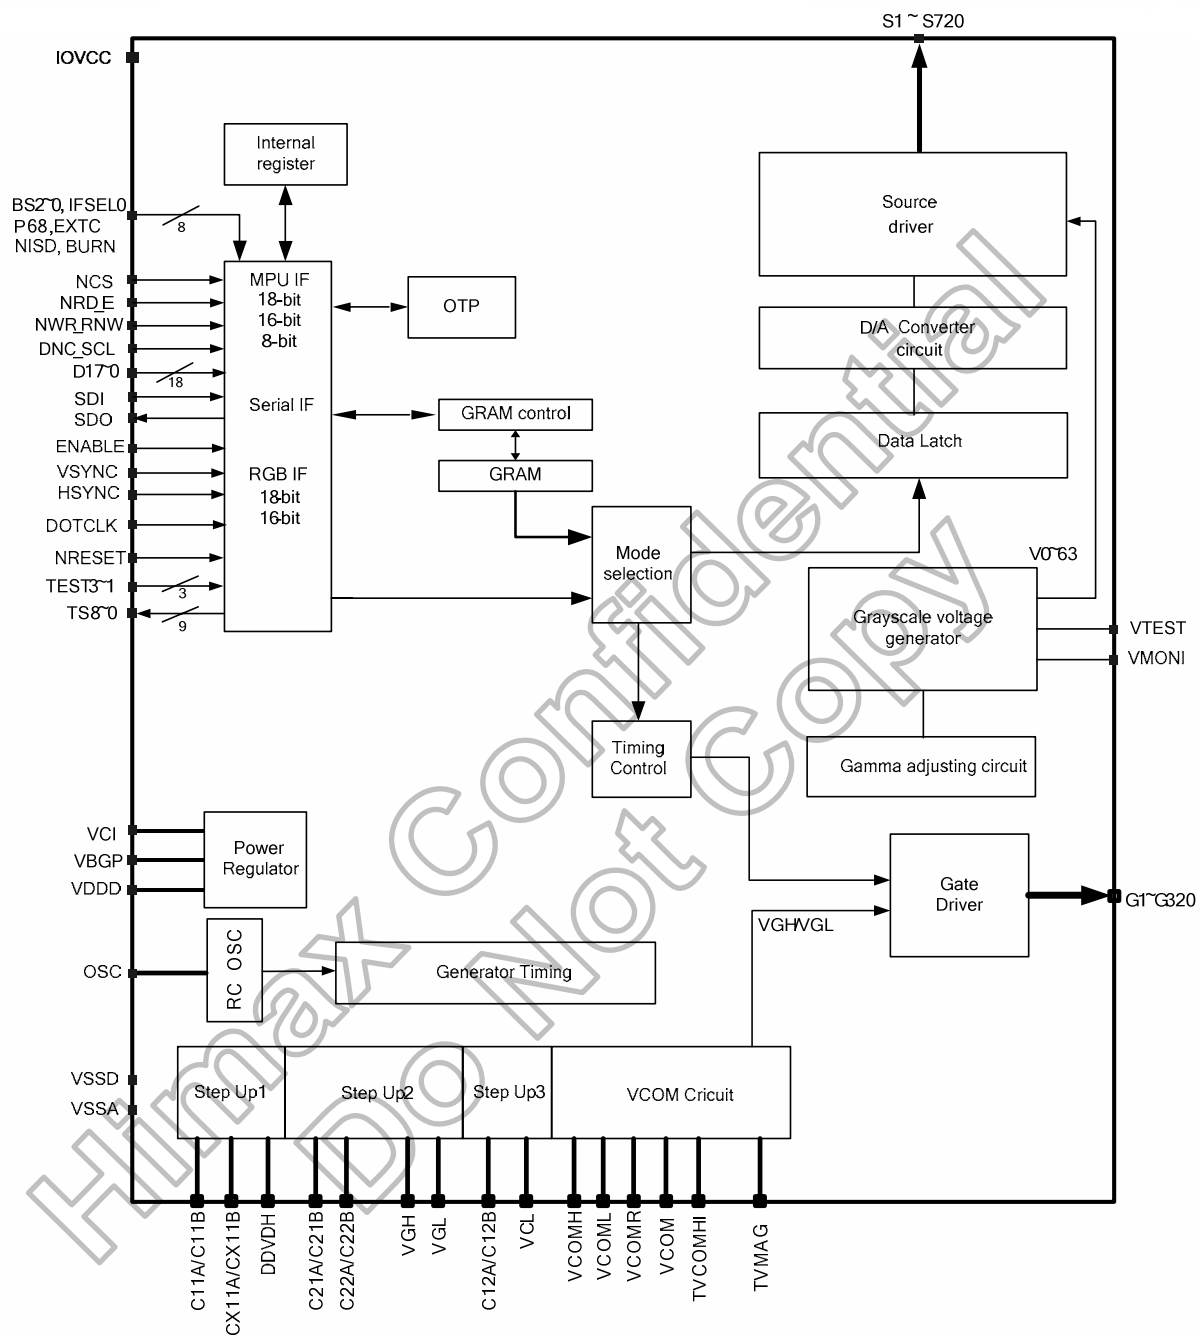 S1~S720
IOVCC
Internal
register
BS2~0, IFSEL0
P68,EXTC
NISD, BURN
8
NCS
NRD_E
NWR_RNW
DNC_SCL
D17~0
18
SDI
SDO
ENABLE
VSYNC
HSYNC
DOTCLK
NRESET
TEST3~1
3
TS8~0
9
MPU IF
18-bit
16-bit
8-bit
Serial IF
RGB IF
18-bit
16-bit
OTP
GRAM control
GRAM
Mode
selection
Timing
Control
Source
driver
D/A Converter
circuit
Data Latch
V0~63
Grayscale voltage
generator
VTEST
VMONI
Gamma adjusting circuit
VCI
VBGP
VDDD
Power
Regulator
Gate
Driver
G1~G320
VGH/VGL
OSC
RC OSC
Generator Timing
VSSD
VSSA
Step Up1
Step Up2
Step Up3
VCOM Cricuit
C11A/C11B
CX11A/CX11B
DDVDH
C21A/C21B
C22A/C22B
VGH
VGL
C12A/C12B
VCL
VCOMH
VCOML
VCOMR
VCOM
TVCOMHI
TVMAG
Himax Confidential
Do Not Copy